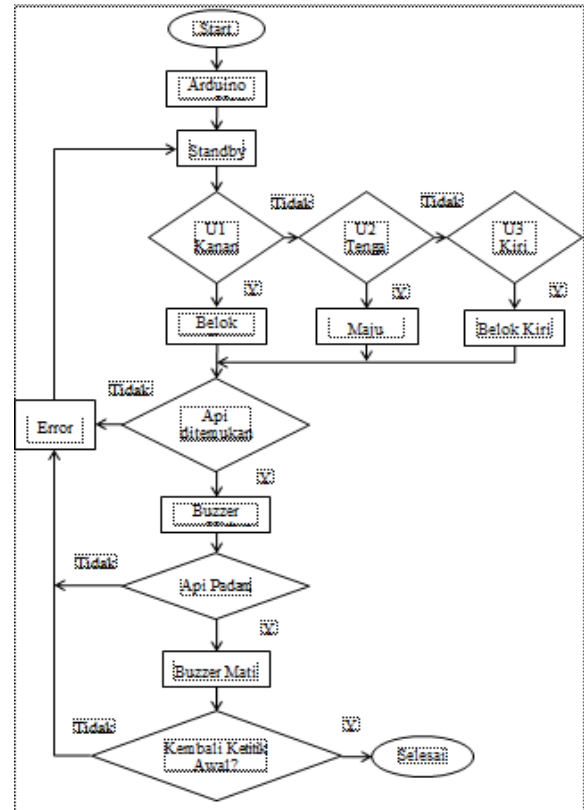 Start
Arduino
Standby
Tidak
Tidak
U1
Kanan
U2
Tenga
U3
Kiri
Y
Y
Y
Belok
Maju
Belok Kiri
Tidak
Api
ditemukan
Error
Y
Buzzer
Tidak
Api Padam
Y
Buzzer Mati
Tidak
Kembali Ketitik
Awal?
Y
Selesai